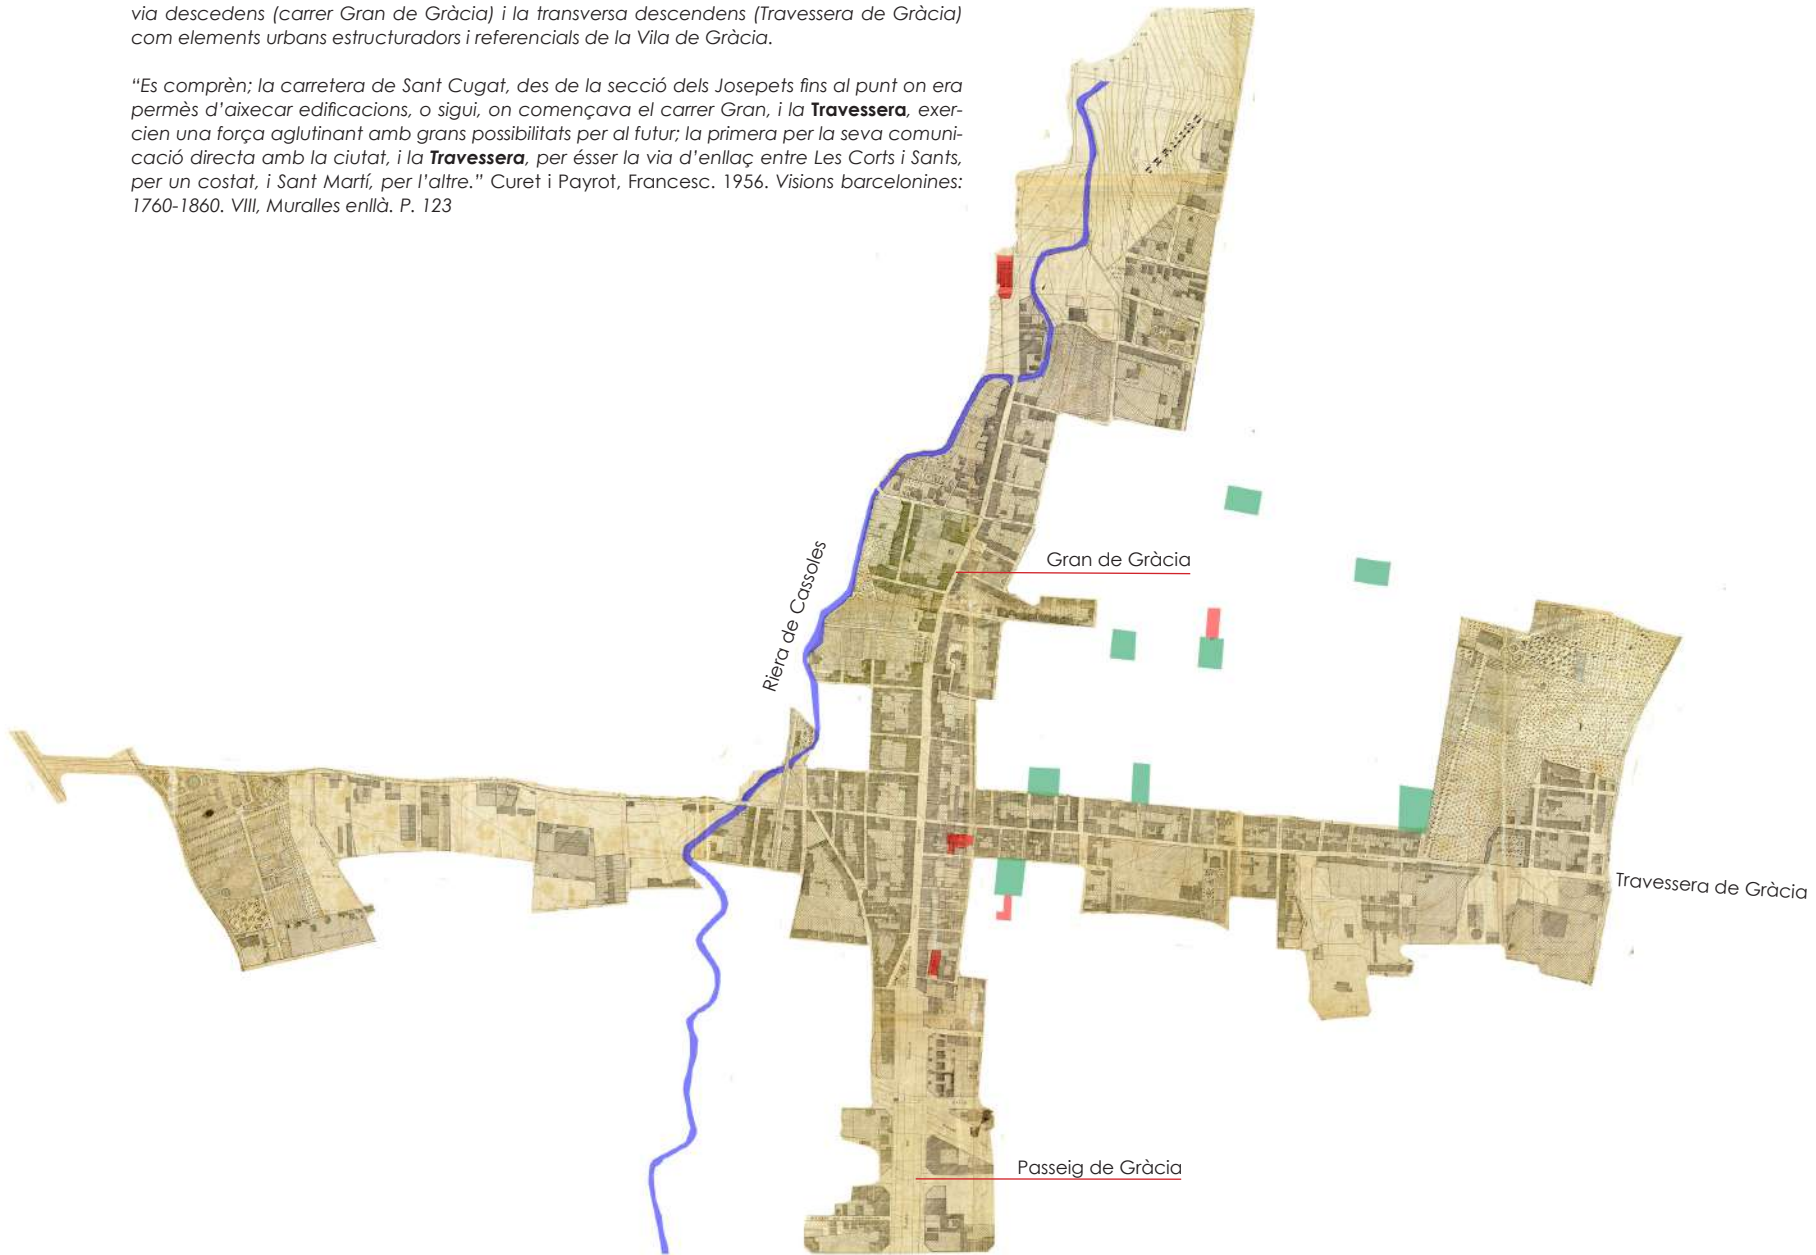 via descedens (carrer Gran de Gràcia) i la transversa descendens (Travessera de Gràcia)
com elements urbans estructuradors i referencials de la Vila de Gràcia.
“Es comprèn; la carretera de Sant Cugat, des de la secció dels Josepets fins al punt on era
permès d’aixecar edificacions, o sigui, on començava el carrer Gran, i la Travessera, exer-
cien una força aglutinant amb grans possibilitats per al futur; la primera per la seva comuni-
cació directa amb la ciutat, i la Travessera, per ésser la via d’enllaç entre Les Corts i Sants,
per un costat, i Sant Martí, per l’altre.” Curet i Payrot, Francesc. 1956. Visions barcelonines:
1760-1860. VIII, Muralles enllà. P. 123
Riera de Cassoles
Gran de Gràcia
Travessera de Gràcia
Passeig de Gràcia